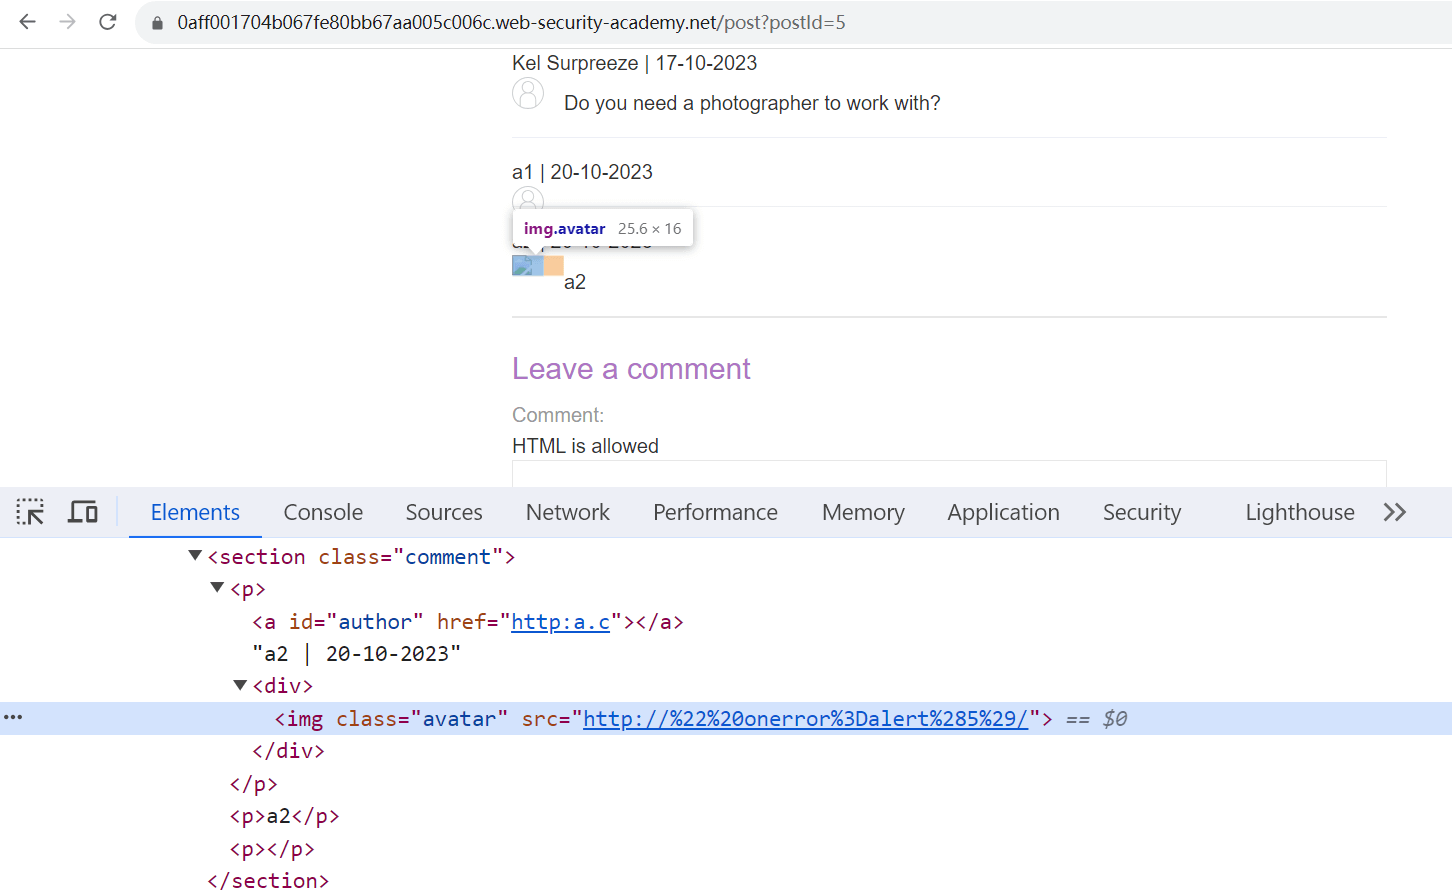 0aff001704b067fe80bb67aa005c006c.web-security-academy.net/post?postId=5
Kel Surpreeze | 17-10-2023
Do you need a photographer to work with?
a1 | 20-10-2023
img.avatar 25.6 × 16
a2
Leave a comment
Comment:
HTML is allowed
Elements Console Sources Network Performance Memory Application Security Lighthouse
<section class="comment">
<p>
<a id="author" href="http:a.c"></a>
"a2 | 20-10-2023"
<div>
<img class="avatar" src="http://%22%20onerror%3Dalert%285%29/"> == $0
</div>
</p>
<p>a2</p>
<p></p>
</section>